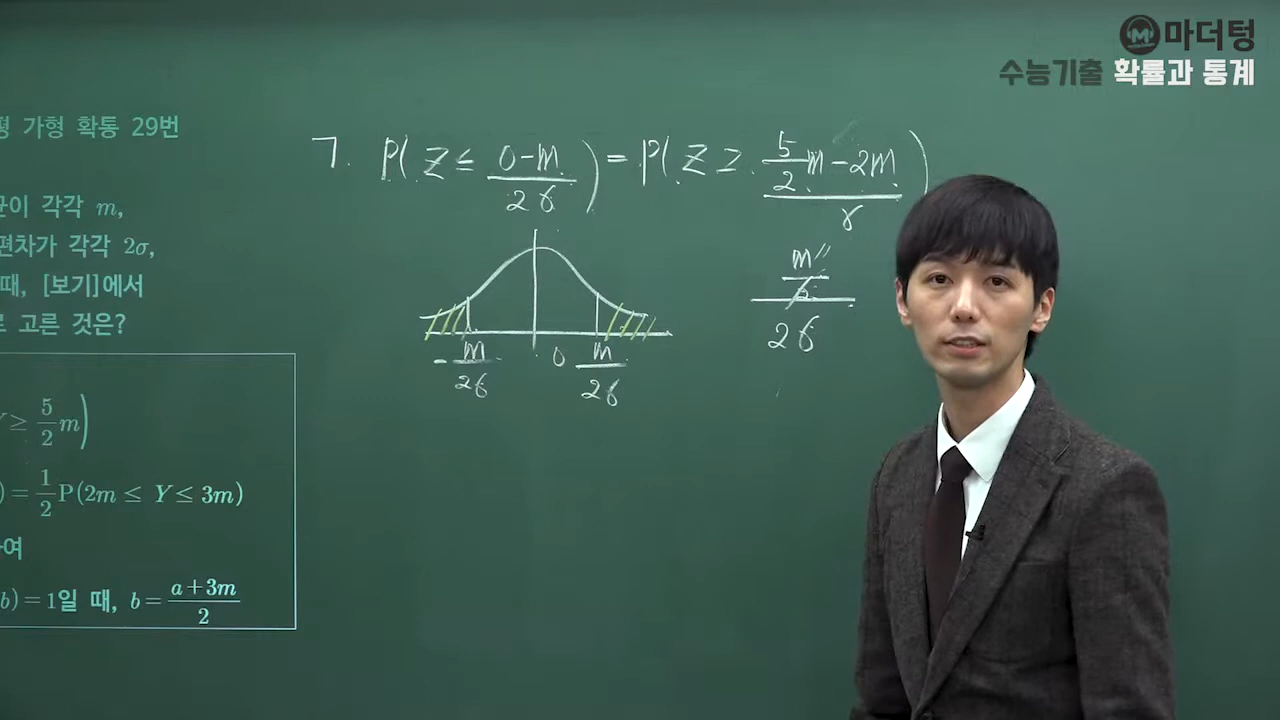 마더텅
수능기출 확률과 통계
평 가형 확통 29번
균이 각각 m,
편차가 각각 2σ,
때, [보기]에서
로 고른 것은?
≥ 5/2 m)
) = 1/2 P(2m ≤ Y ≤ 3m)
하여
b) = 1일 때, b = (a+3m)/2
ㄱ. P(Z ≤ (0-m)/2σ) = P(Z ≥ (5/2 m - 2m)/σ)
-m/2σ 0 m/2σ
m/2σ